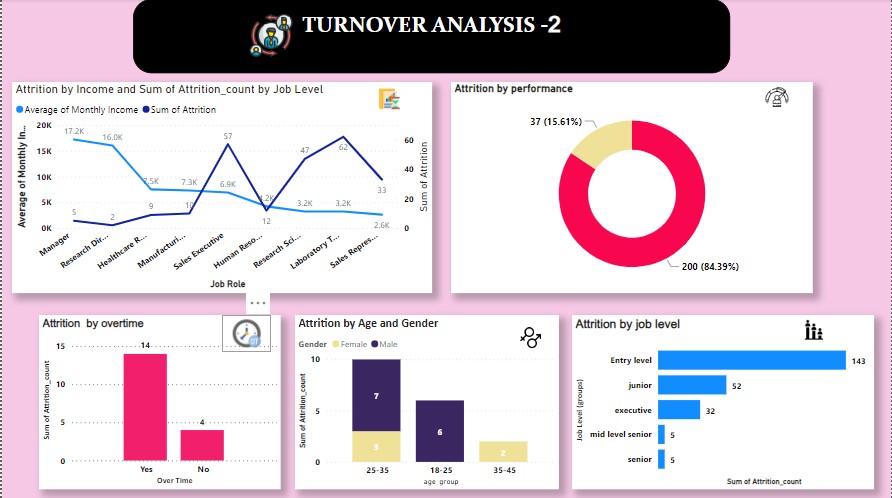 TURNOVER ANALYSIS -2
Attrition by Income and Sum of Attrition_count by Job Level
Average of Monthly Income Sum of Attrition
Average of Monthly In...
20K
15K
10K
5K
0K
17.2K
16.0K
7.5K
7.3K
6.9K
4.2K
3.2K
3.2K
2.6K
5
2
9
10
57
12
47
62
33
60
40
20
0
Sum of Attrition
Manager
Research Dir...
Healthcare R...
Manufacturi...
Sales Executive
Human Reso...
Research Sci...
Laboratory T...
Sales Repres...
Job Role
Attrition by performance
37 (15.61%)
200 (84.39%)
Attrition by overtime
Sum of Attrition_count
15
10
5
0
14
4
Yes
No
Over Time
Attrition by Age and Gender
Gender Female Male
Sum of Attrition_count
10
5
0
7
3
6
2
25-35
18-25
35-45
age_group
Attrition by job level
Job Level (groups)
Entry level 143
junior 52
executive 32
mid level senior 5
senior 5
Sum of Attrition_count